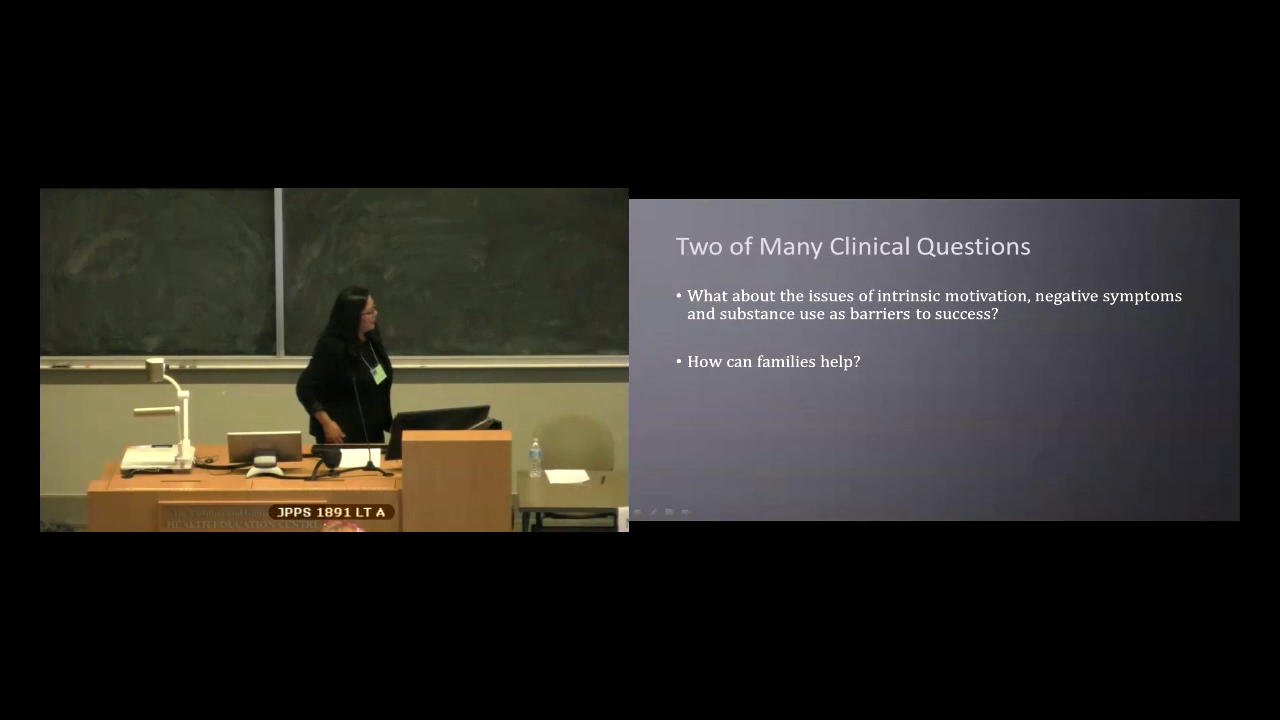 Two of Many Clinical Questions
• What about the issues of intrinsic motivation, negative symptoms
and substance use as barriers to success?
• How can families help?
JPPS 1891 LT A
HEALTH EDUCATION CENTRE